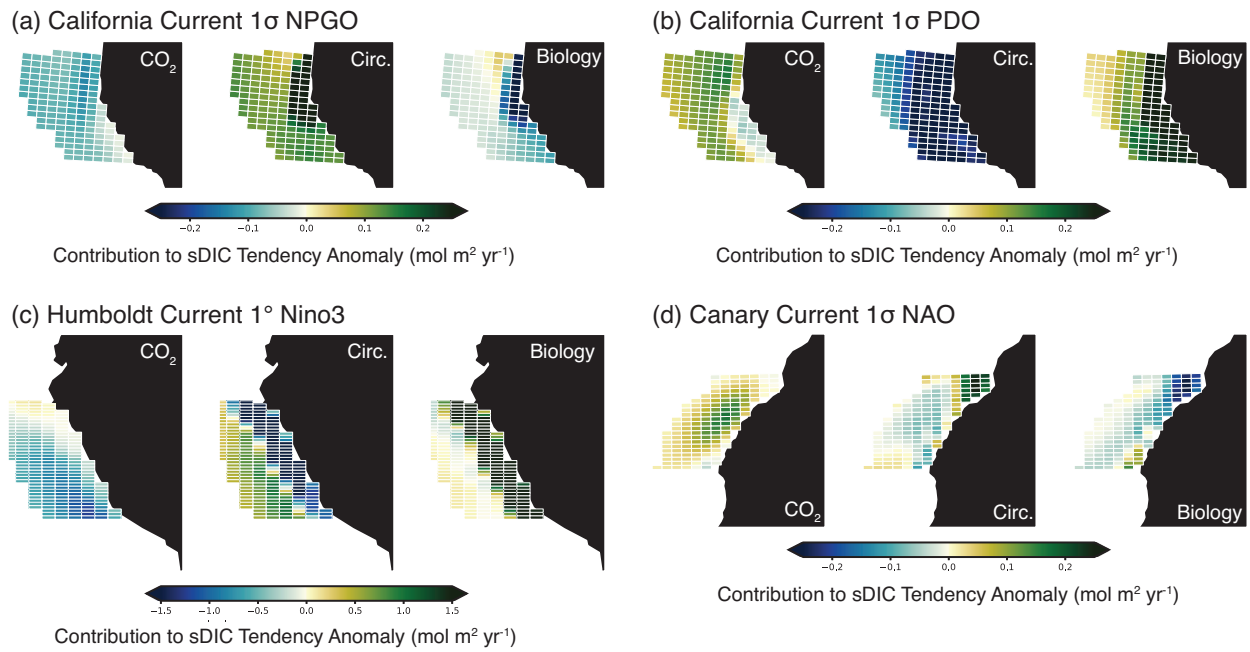 (a) California Current 1σ NPGO
CO₂
Circ.
Biology
−0.2 −0.1 0.0 0.1 0.2
Contribution to sDIC Tendency Anomaly (mol m² yr⁻¹)
(b) California Current 1σ PDO
CO₂
Circ.
Biology
−0.2 −0.1 0.0 0.1 0.2
Contribution to sDIC Tendency Anomaly (mol m² yr⁻¹)
(c) Humboldt Current 1° Nino3
CO₂
Circ.
Biology
−1.5 −1.0 −0.5 0.0 0.5 1.0 1.5
Contribution to sDIC Tendency Anomaly (mol m² yr⁻¹)
(d) Canary Current 1σ NAO
CO₂
Circ.
Biology
−0.2 −0.1 0.0 0.1 0.2
Contribution to sDIC Tendency Anomaly (mol m² yr⁻¹)